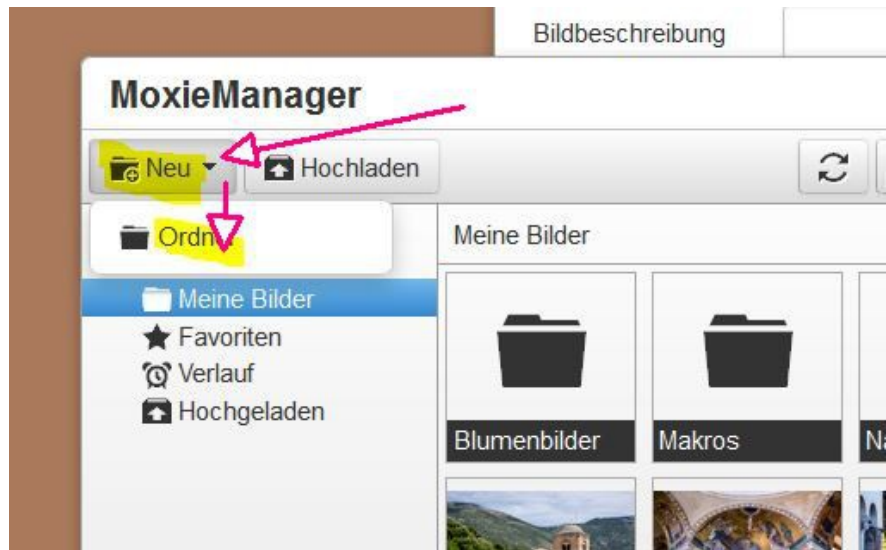 Bildbeschreibung
MoxieManager
Neu
Hochladen
Meine Bilder
Meine Bilder
Favoriten
Verlauf
Hochgeladen
Blumenbilder
Makros